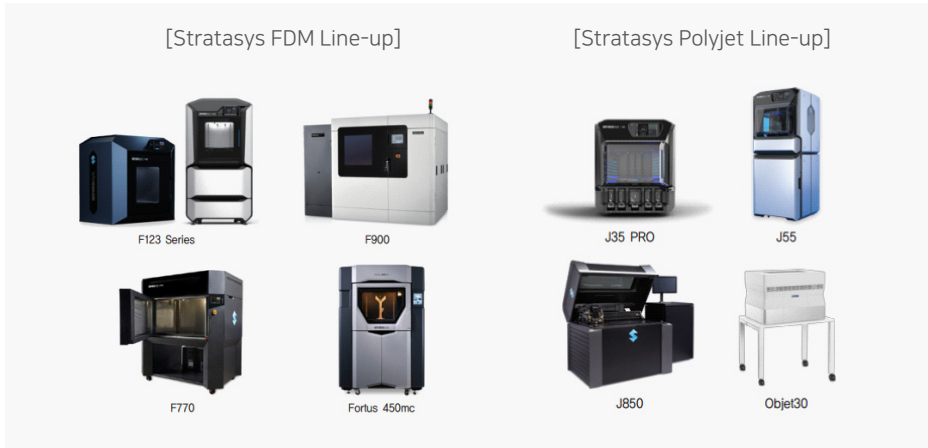 [Stratasys FDM Line-up]
[Stratasys Polyjet Line-up]
F123 Series
F900
J35 PRO
J55
F770
Fortus 450mc
J850
Objet30